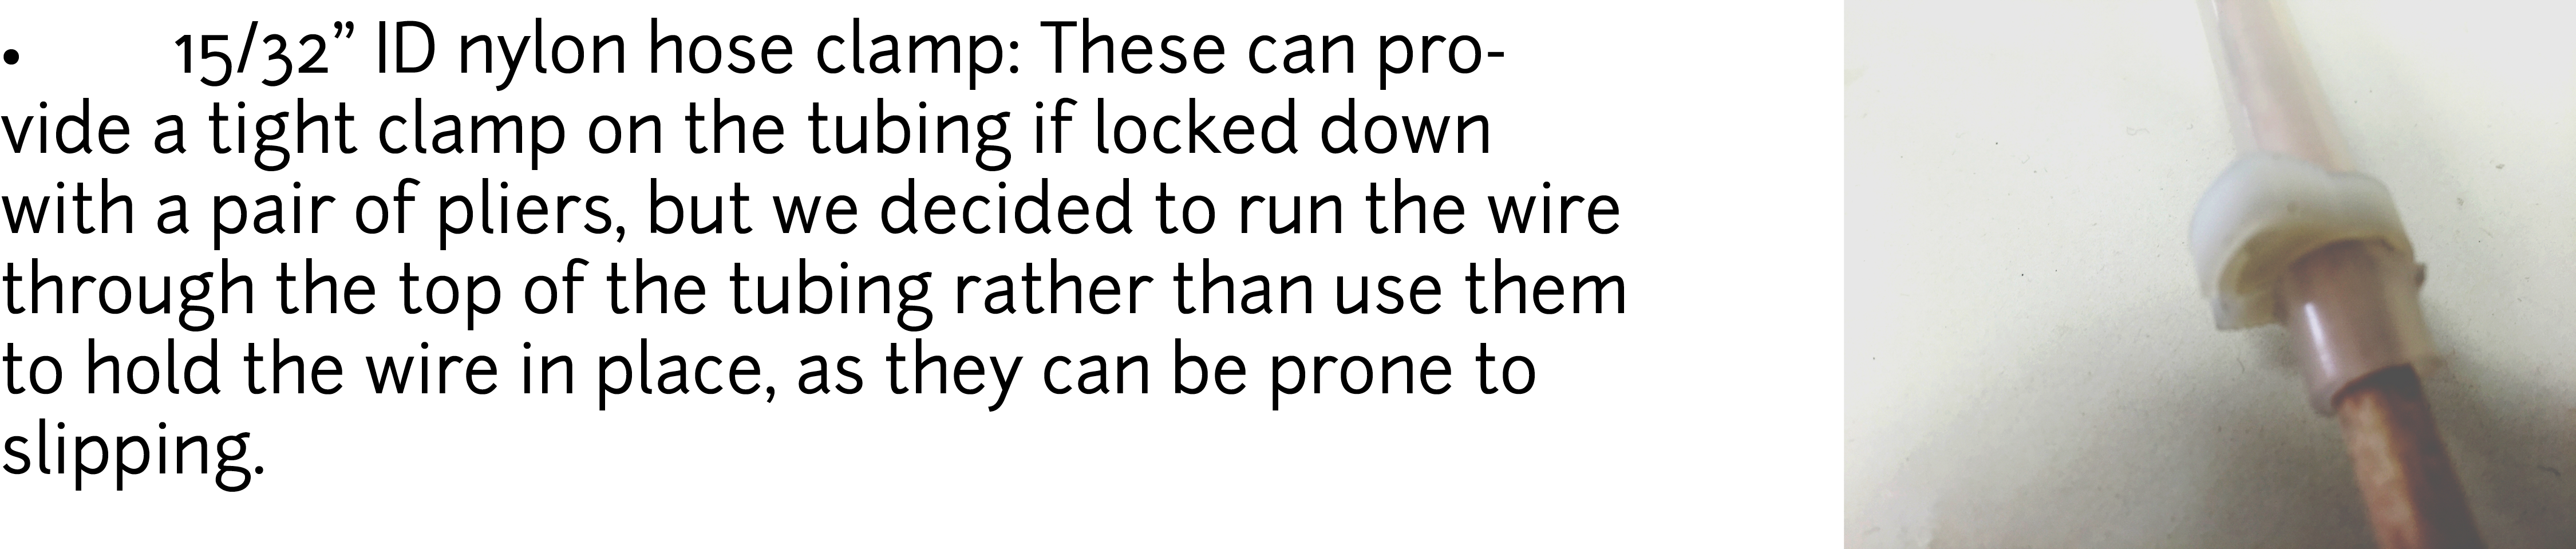 • 15/32” ID nylon hose clamp: These can pro-
vide a tight clamp on the tubing if locked down
with a pair of pliers, but we decided to run the wire
through the top of the tubing rather than use them
to hold the wire in place, as they can be prone to
slipping.